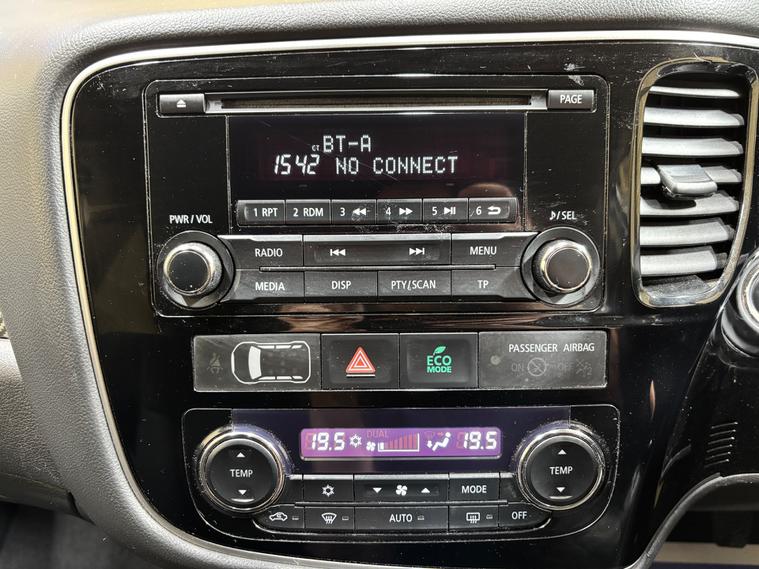 PAGE
CT BT-A
1542 NO CONNECT
1 RPT 2 RDM 3 4 5 6
PWR / VOL
/ SEL
RADIO MENU
MEDIA DISP PTY/SCAN TP
ECO
MODE
PASSENGER AIRBAG
ON OFF
DUAL
19.5 19.5
TEMP
TEMP
MODE
AUTO OFF